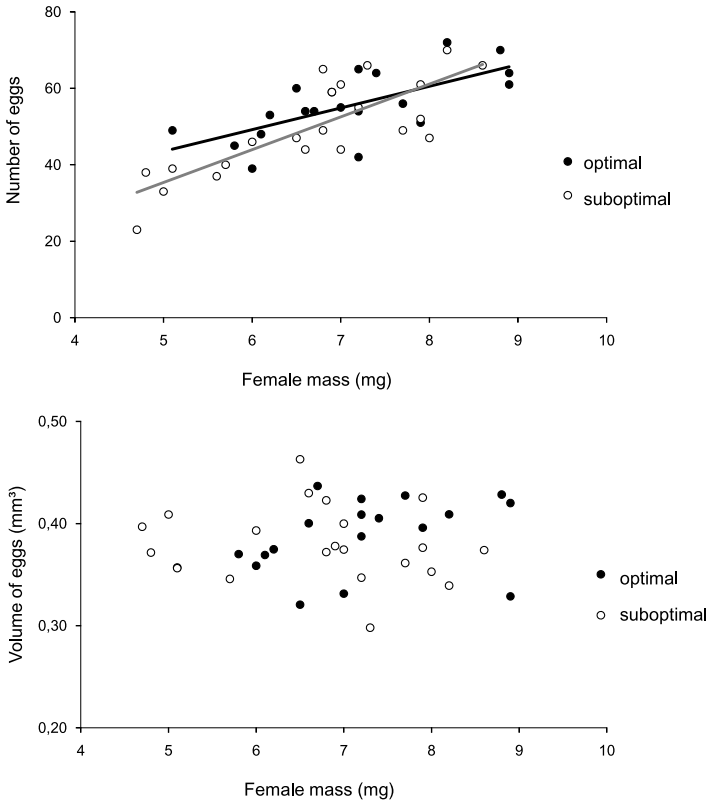 80
60
40
20
0
Number of eggs
4 5 6 7 8 9 10
Female mass (mg)
optimal
suboptimal
0,50
0,40
0,30
0,20
Volume of eggs (mm³)
4 5 6 7 8 9 10
Female mass (mg)
optimal
suboptimal